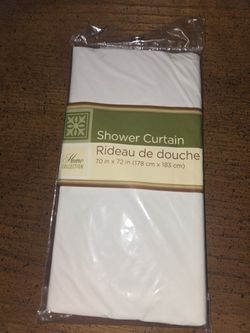 Shower Curtain
Rideau de douche
70 in x 72 in (178 cm x 183 cm)
Home
COLLECTION